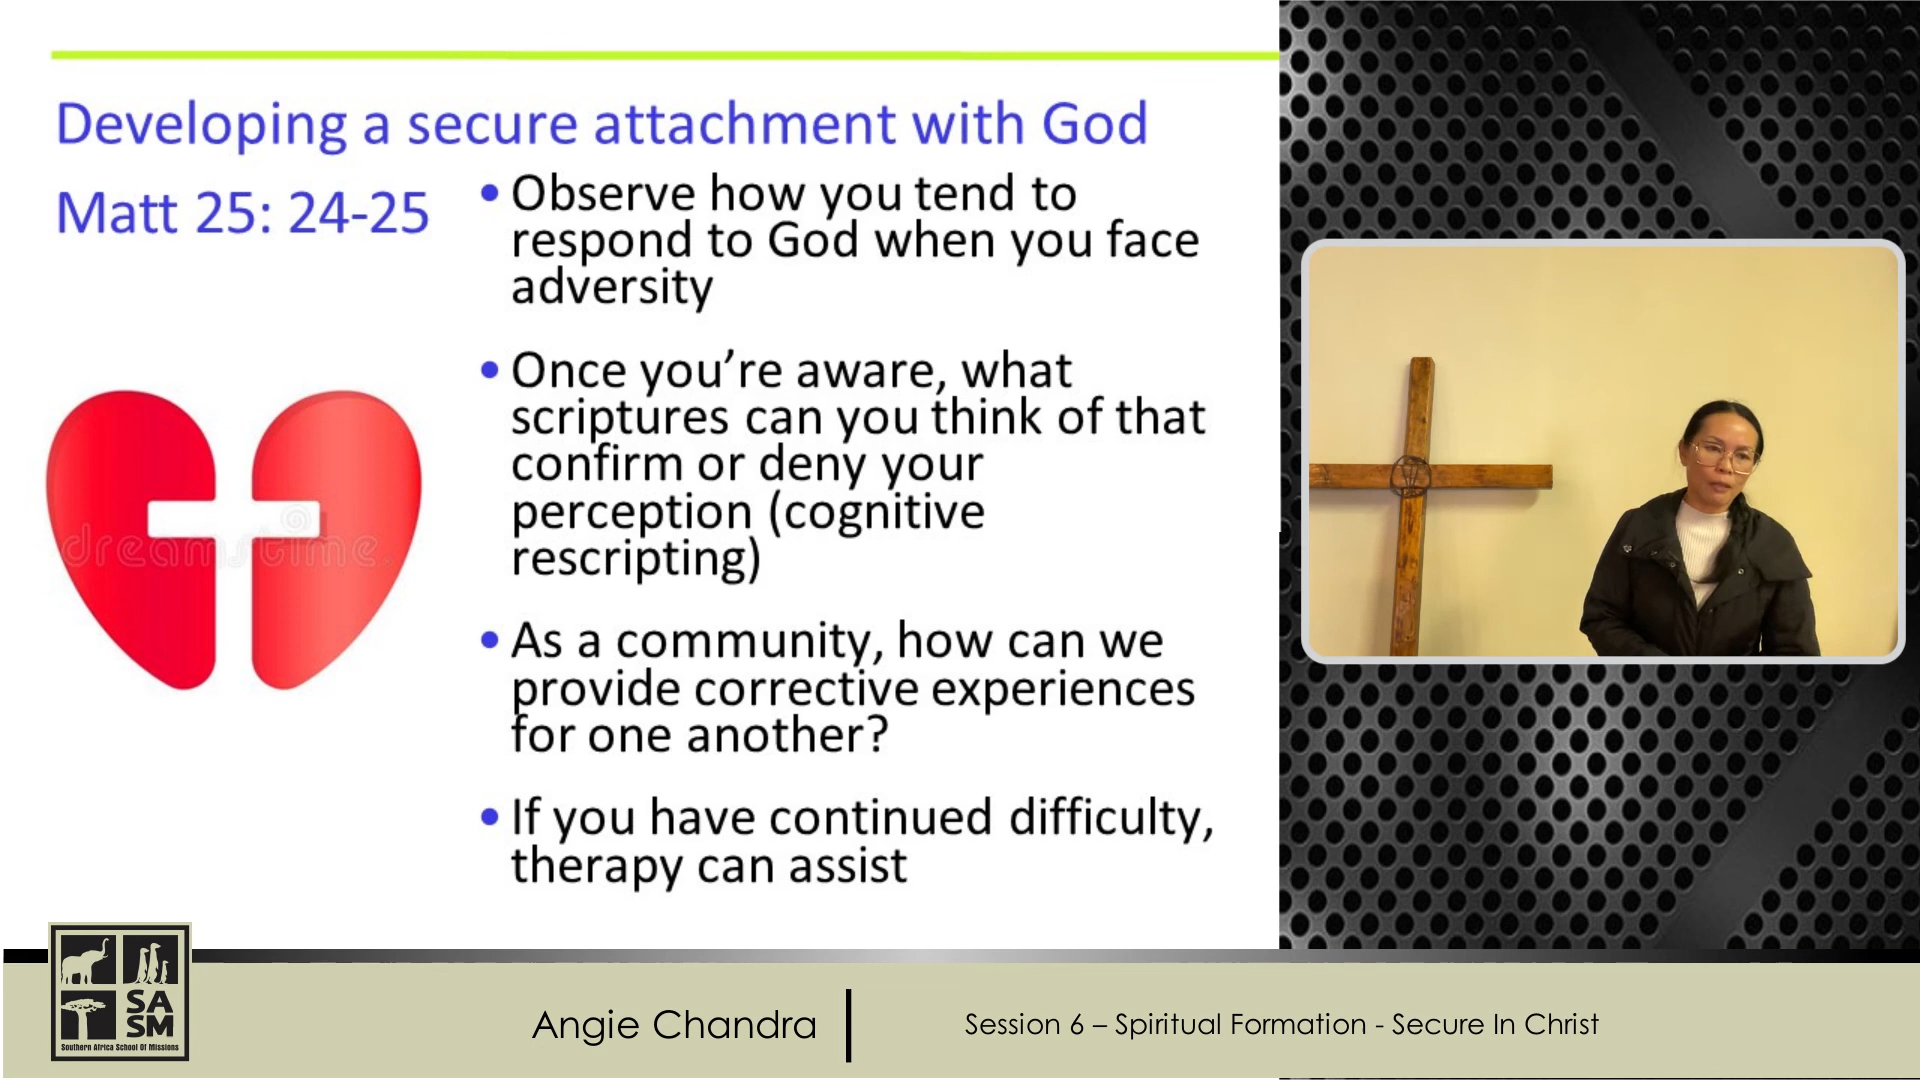 Developing a secure attachment with God
Matt 25: 24-25
• Observe how you tend to
respond to God when you face
adversity
• Once you’re aware, what
scriptures can you think of that
confirm or deny your
perception (cognitive
rescripting)
• As a community, how can we
provide corrective experiences
for one another?
• If you have continued difficulty,
therapy can assist
dreamstime.
SA
SM
Southern Africa School Of Missions
Angie Chandra
Session 6 – Spiritual Formation - Secure In Christ